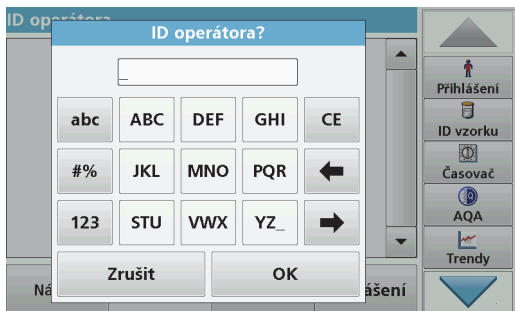 ID operátora
ID operátora?
_
abc ABC DEF GHI CE
#% JKL MNO PQR
123 STU VWX YZ_
Zrušit OK
Přihlášení
ID vzorku
Časovač
AQA
Trendy